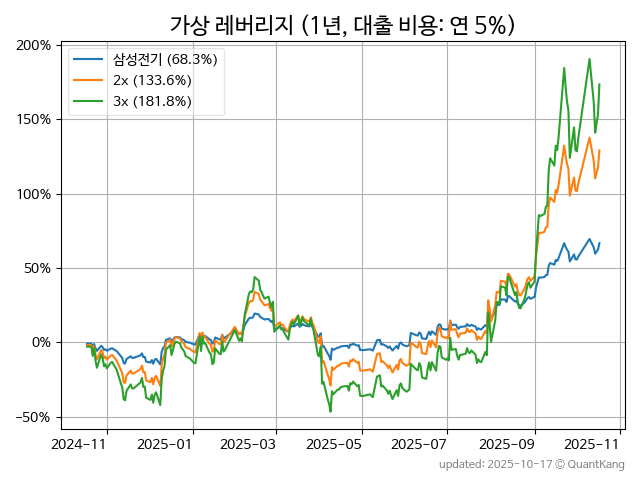 가상 레버리지 (1년, 대출 비용: 연 5%)
삼성전기 (68.3%)
2x (133.6%)
3x (181.8%)
200%
150%
100%
50%
0%
−50%
2024-11
2025-01
2025-03
2025-05
2025-07
2025-09
2025-11
updated: 2025-10-17 © QuantKang